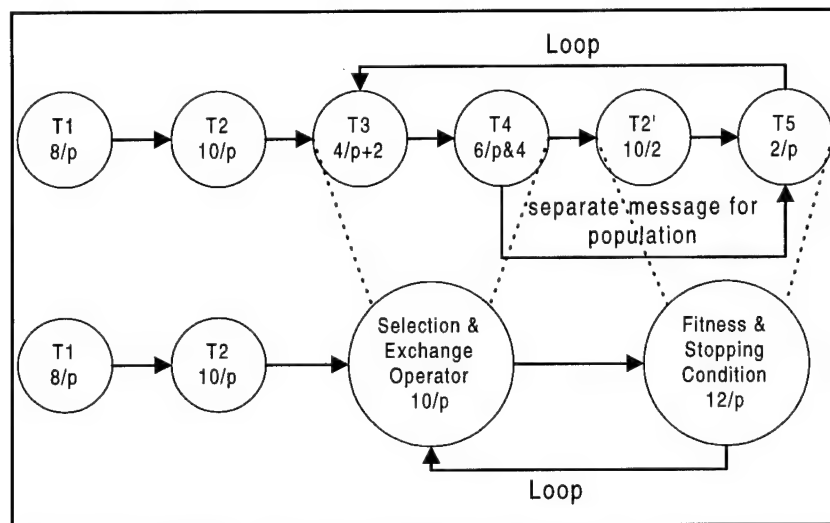 Loop
T1
8/p
T2
10/p
T3
4/p+2
T4
6/p&4
T2'
10/2
T5
2/p
separate message for
population
T1
8/p
T2
10/p
Selection &
Exchange
Operator
10/p
Fitness &
Stopping
Condition
12/p
Loop